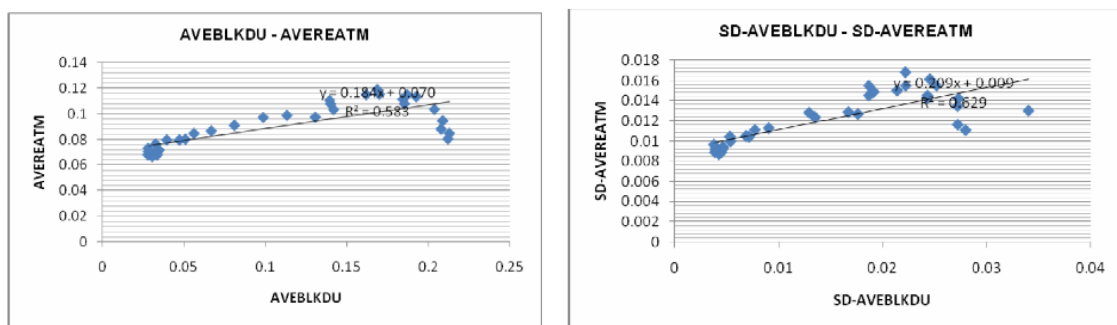 AVEBLKDU - AVEREATM
0.14
0.12
0.1
0.08
0.06
0.04
0.02
0
AVEREATM
y = 0.184x + 0.070
R² = 0.583
0
0.05
0.1
0.15
0.2
0.25
AVEBLKDU
SD-AVEBLKDU - SD-AVEREATM
0.018
0.016
0.014
0.012
0.01
0.008
0.006
0.004
0.002
0
SD-AVEREATM
y = 0.209x + 0.009
R² = 0.629
0
0.01
0.02
0.03
0.04
SD-AVEBLKDU